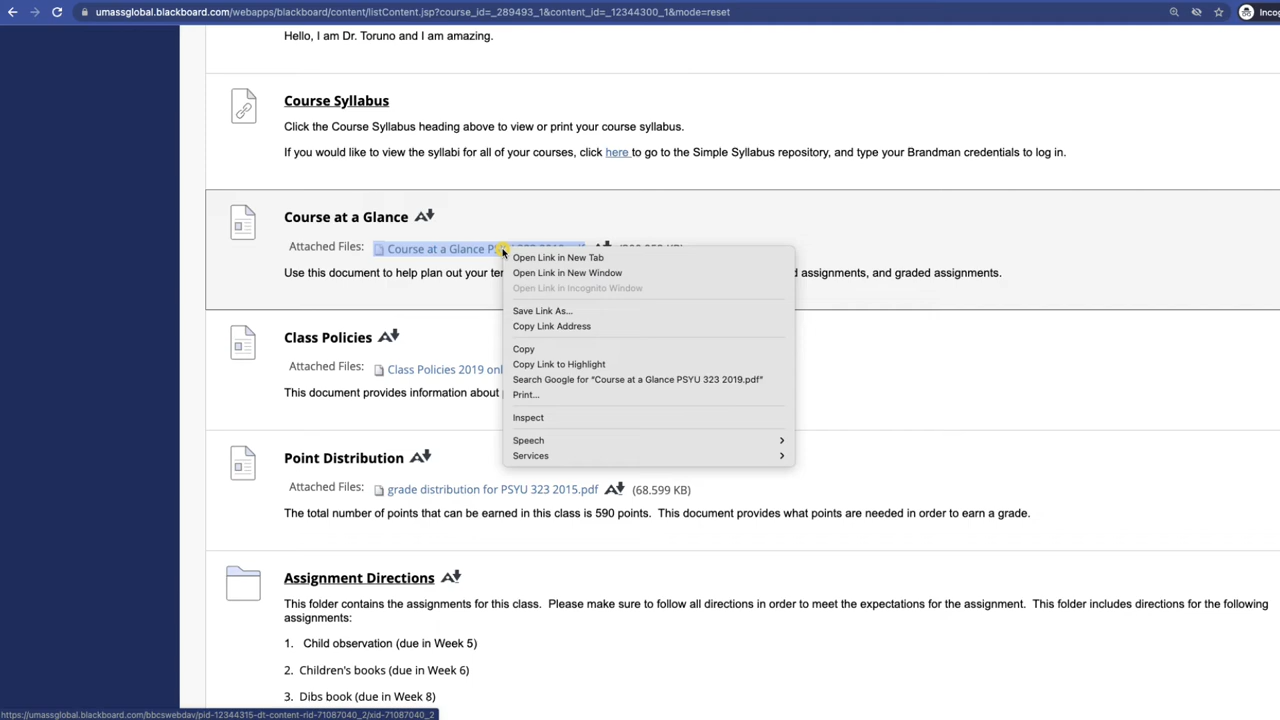 umassglobal.blackboard.com/webapps/blackboard/content/listContent.jsp?course_id=_289493_1&content_id=_12344300_1&mode=reset
Incog
Hello, I am Dr. Toruno and I am amazing.
Course Syllabus
Click the Course Syllabus heading above to view or print your course syllabus.
If you would like to view the syllabi for all of your courses, click here to go to the Simple Syllabus repository, and type your Brandman credentials to log in.
Course at a Glance
Attached Files: Course at a Glance
Use this document to help plan out your d assignments, and graded assignments.
Open Link in New Tab
Open Link in New Window
Open Link in Incognito Window
Save Link As...
Copy Link Address
Copy
Copy Link to Highlight
Search Google for “Course at a Glance PSYU 323 2019.pdf”
Print...
Inspect
Speech
Services
Class Policies
Attached Files: Class Policies 2019 onl
This document provides information about
Point Distribution
Attached Files: grade distribution for PSYU 323 2015.pdf (68.599 KB)
The total number of points that can be earned in this class is 590 points. This document provides what points are needed in order to earn a grade.
Assignment Directions
This folder contains the assignments for this class. Please make sure to follow all directions in order to meet the expectations for the assignment. This folder includes directions for the following
assignments:
1. Child observation (due in Week 5)
2. Children's books (due in Week 6)
3. Dibs book (due in Week 8)
https://umassglobal.blackboard.com/bbcswebdav/pid-12344315-dt-content-rid-71087040_2/xid-71087040_2